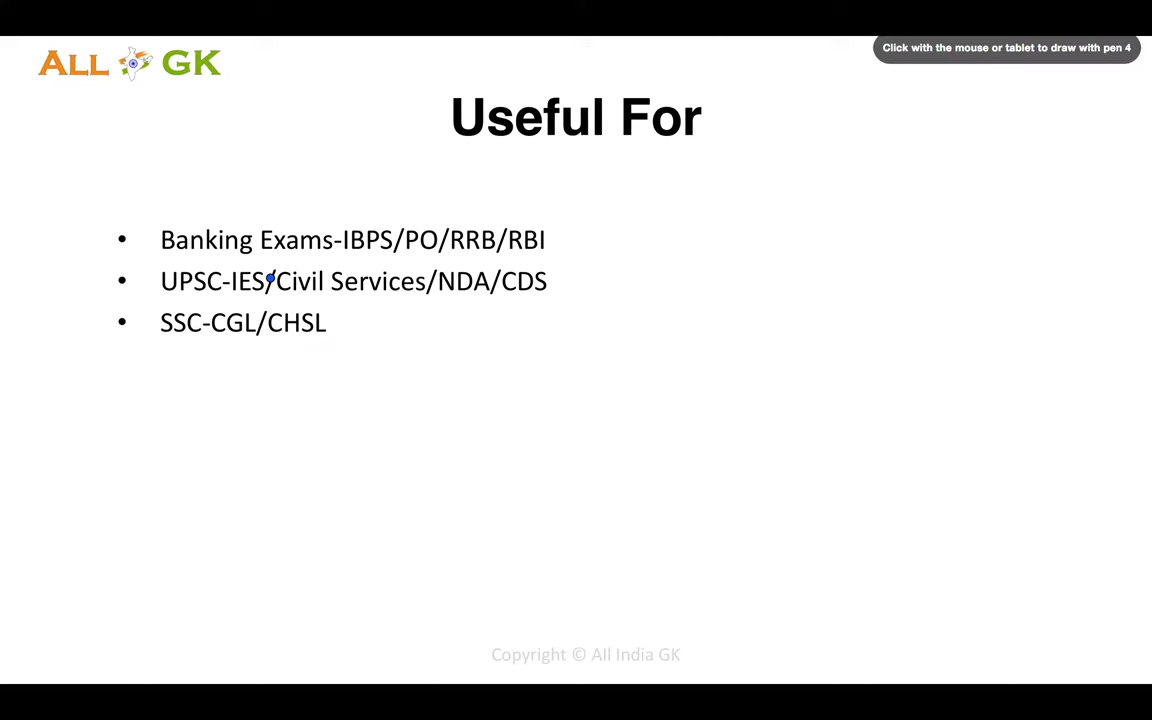 ALL GK
Click with the mouse or tablet to draw with pen 4
Useful For
• Banking Exams-IBPS/PO/RRB/RBI
• UPSC-IES/Civil Services/NDA/CDS
• SSC-CGL/CHSL
Copyright © All India GK